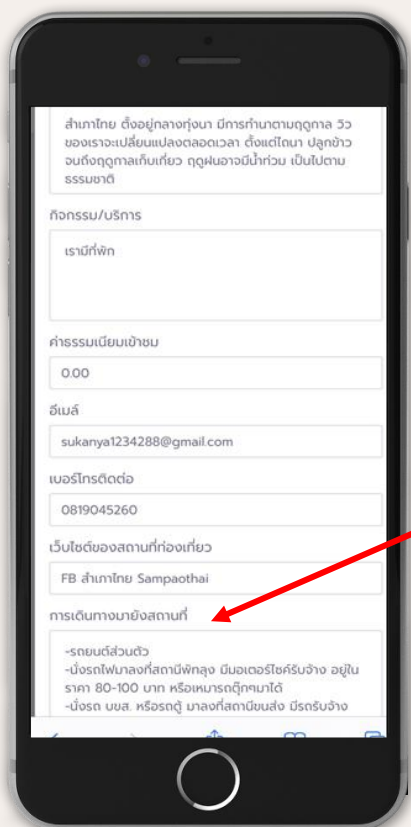 สำเภาไทย ตั้งอยู่กลางทุ่งนา มีการทำนาตามฤดูกาล วิว
ของเราจะเปลี่ยนแปลงตลอดเวลา ตั้งแต่ไถนา ปลูกข้าว
จนถึงฤดูกาลเก็บเกี่ยว ฤดูฝนอาจมีน้ำท่วม เป็นไปตาม
ธรรมชาติ
กิจกรรม/บริการ
เรามีที่พัก
ค่าธรรมเนียมเข้าชม
0.00
อีเมล์
sukanya1234288@gmail.com
เบอร์โทรติดต่อ
0819045260
เว็บไซต์ของสถานที่ท่องเที่ยว
FB สำเภาไทย Sampaothai
การเดินทางมายังสถานที่
-รถยนต์ส่วนตัว
-นั่งรถไฟมาลงที่สถานีพัทลุง มีมอเตอร์ไซค์รับจ้าง อยู่ใน
ราคา 80-100 บาท หรือเหมารถตุ๊กๆมาได้
-นั่งรถ บขส. หรือรถตู้ มาลงที่สถานีขนส่ง มีรถรับจ้าง